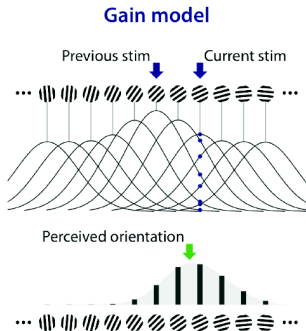 Gain model
Previous stim Current stim
... ...
Perceived orientation
... ...